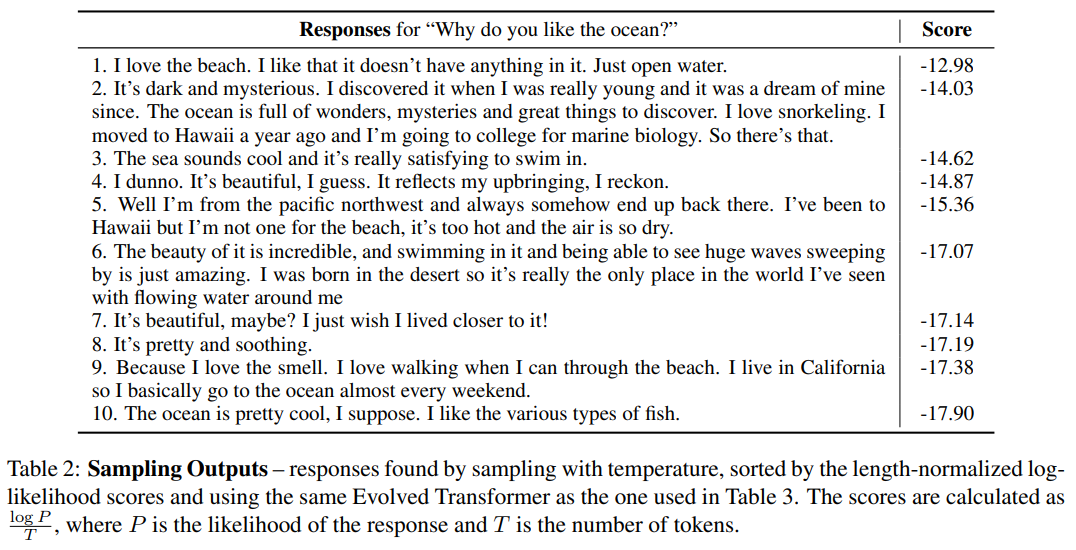 Responses for “Why do you like the ocean?” Score
1. I love the beach. I like that it doesn’t have anything in it. Just open water. -12.98
2. It’s dark and mysterious. I discovered it when I was really young and it was a dream of mine -14.03
since. The ocean is full of wonders, mysteries and great things to discover. I love snorkeling. I
moved to Hawaii a year ago and I’m going to college for marine biology. So there’s that.
3. The sea sounds cool and it’s really satisfying to swim in. -14.62
4. I dunno. It’s beautiful, I guess. It reflects my upbringing, I reckon. -14.87
5. Well I’m from the pacific northwest and always somehow end up back there. I’ve been to -15.36
Hawaii but I’m not one for the beach, it’s too hot and the air is so dry.
6. The beauty of it is incredible, and swimming in it and being able to see huge waves sweeping -17.07
by is just amazing. I was born in the desert so it’s really the only place in the world I’ve seen
with flowing water around me
7. It’s beautiful, maybe? I just wish I lived closer to it! -17.14
8. It’s pretty and soothing. -17.19
9. Because I love the smell. I love walking when I can through the beach. I live in California -17.38
so I basically go to the ocean almost every weekend.
10. The ocean is pretty cool, I suppose. I like the various types of fish. -17.90
Table 2: Sampling Outputs – responses found by sampling with temperature, sorted by the length-normalized log-
likelihood scores and using the same Evolved Transformer as the one used in Table 3. The scores are calculated as
log P / T, where P is the likelihood of the response and T is the number of tokens.